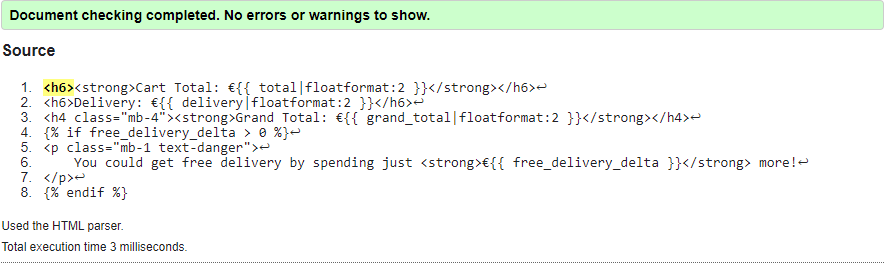 Document checking completed. No errors or warnings to show.
Source
1. <h6><strong>Cart Total: €{{ total|floatformat:2 }}</strong></h6>↩
2. <h6>Delivery: €{{ delivery|floatformat:2 }}</h6>↩
3. <h4 class="mb-4"><strong>Grand Total: €{{ grand_total|floatformat:2 }}</strong></h4>↩
4. {% if free_delivery_delta > 0 %}↩
5. <p class="mb-1 text-danger">↩
6.     You could get free delivery by spending just <strong>€{{ free_delivery_delta }}</strong> more!↩
7. </p>↩
8. {% endif %}
Used the HTML parser.
Total execution time 3 milliseconds.